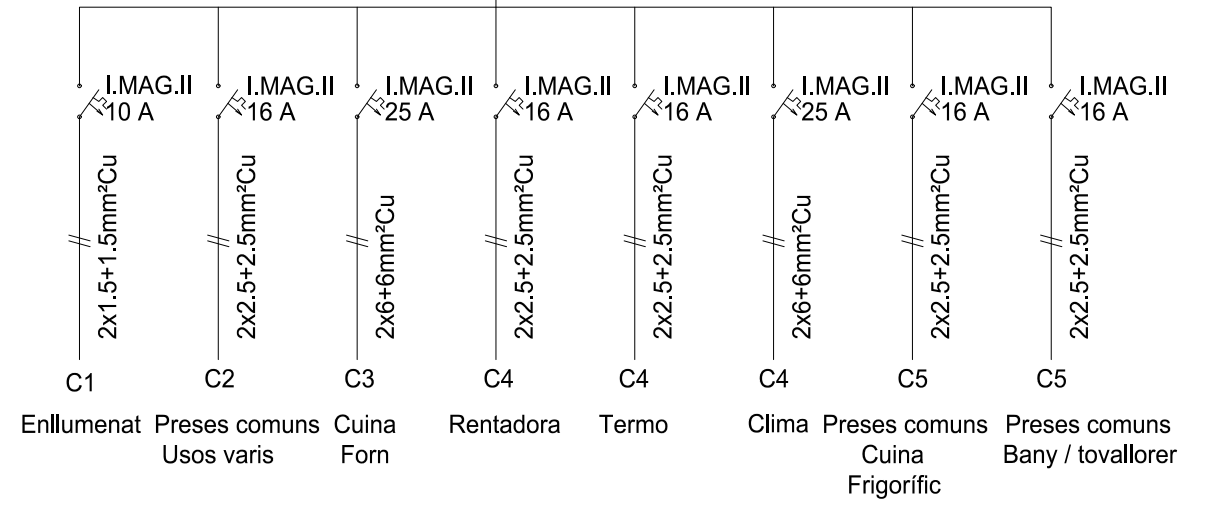 I.MAG.II I.MAG.II I.MAG.II I.MAG.II I.MAG.II I.MAG.II I.MAG.II I.MAG.II
10 A 16 A 25 A 16 A 16 A 25 A 16 A 16 A
2x1.5+1.5mm²Cu
2x2.5+2.5mm²Cu
2x6+6mm²Cu
2x2.5+2.5mm²Cu
2x2.5+2.5mm²Cu
2x6+6mm²Cu
2x2.5+2.5mm²Cu
2x2.5+2.5mm²Cu
C1 C2 C3 C4 C4 C4 C5 C5
Enllumenat Preses comuns Cuina Rentadora Termo Clima Preses comuns Preses comuns
Usos varis Forn Cuina Bany / tovallorer
Frigorífic